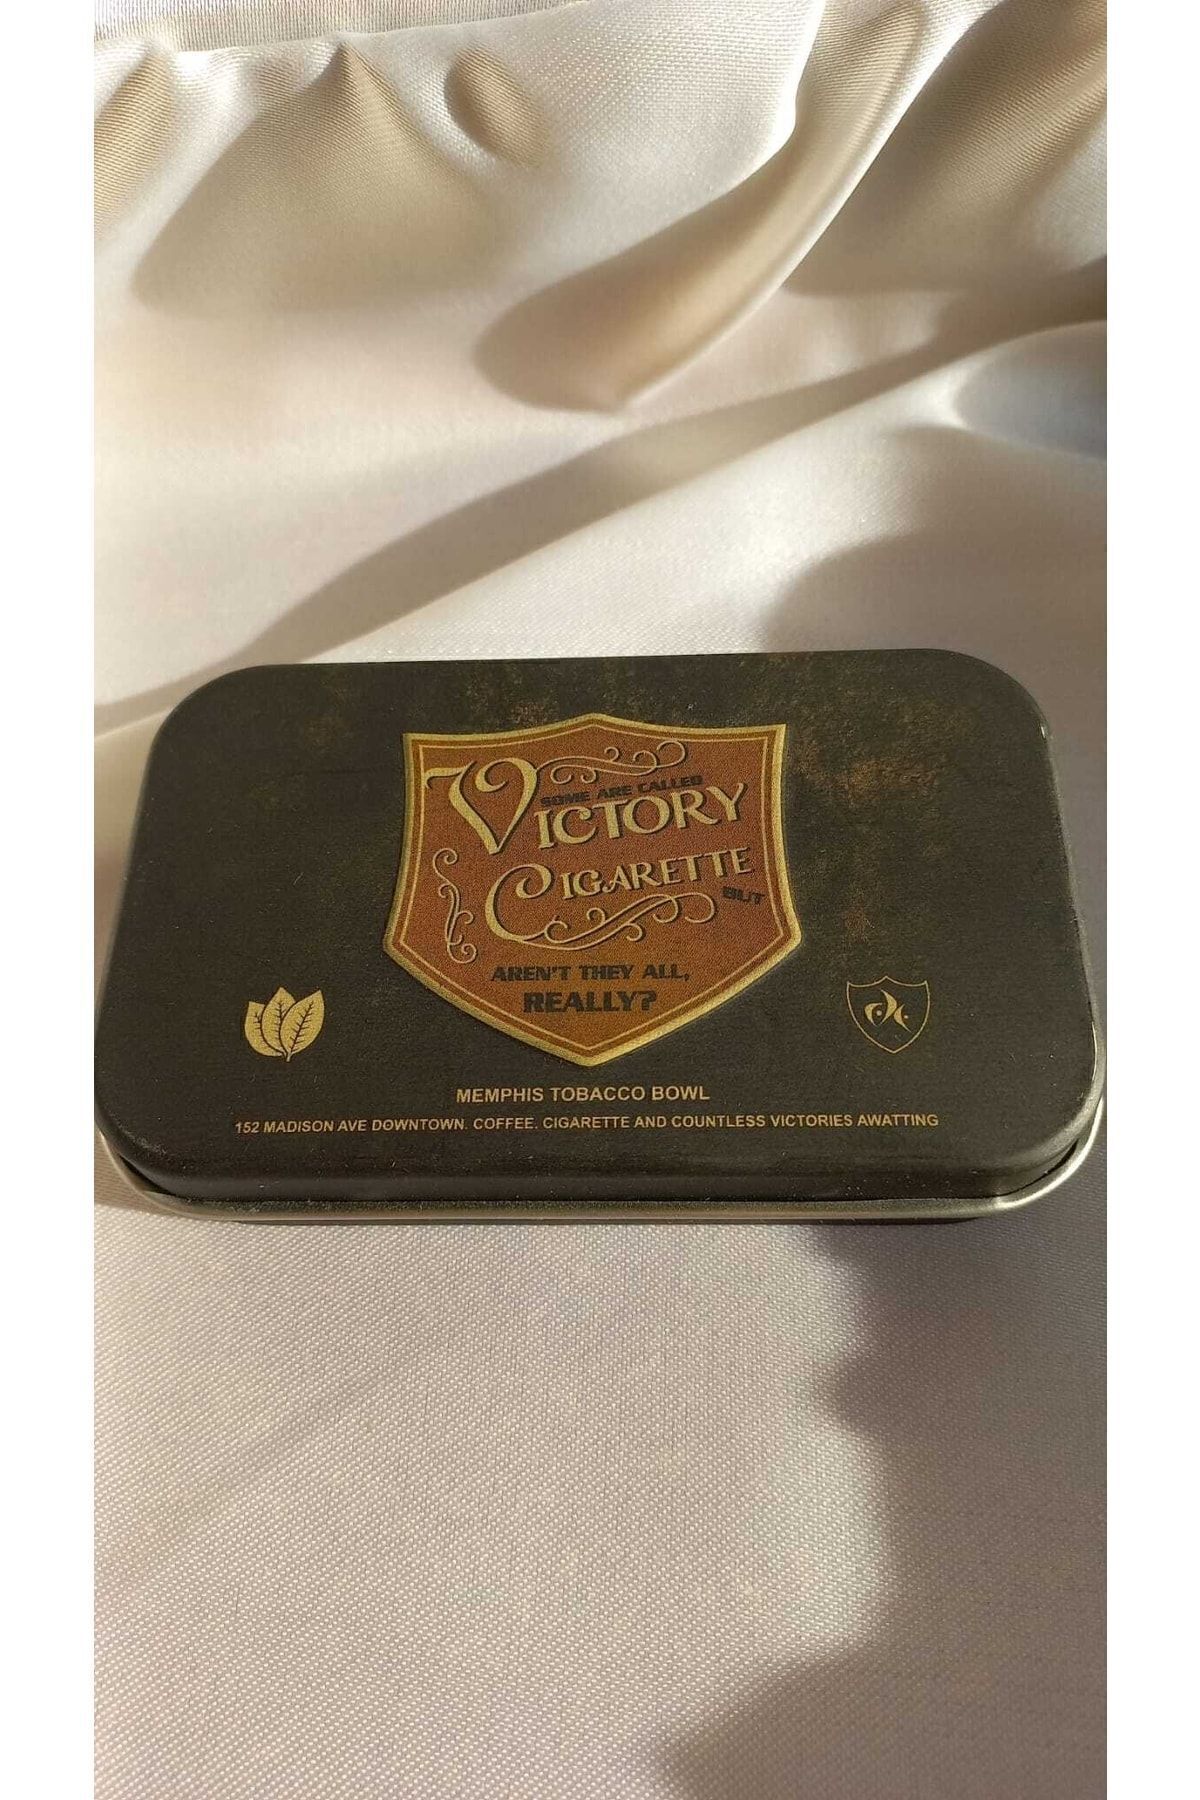 SOME ARE CALLED
VICTORY
CIGARETTE
BUT
AREN'T THEY ALL,
REALLY?
MEMPHIS TOBACCO BOWL
152 MADISON AVE DOWNTOWN. COFFEE. CIGARETTE AND COUNTLESS VICTORIES AWATTING